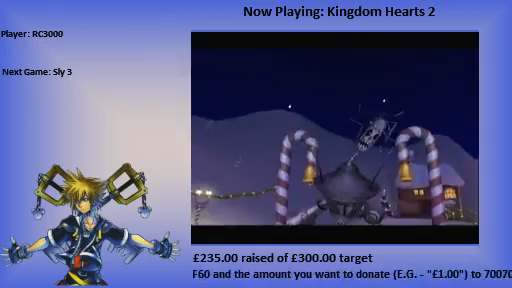 Now Playing: Kingdom Hearts 2
Player: RC3000
Next Game: Sly 3
£235.00 raised of £300.00 target
F60 and the amount you want to donate (E.G. - "£1.00") to 70070